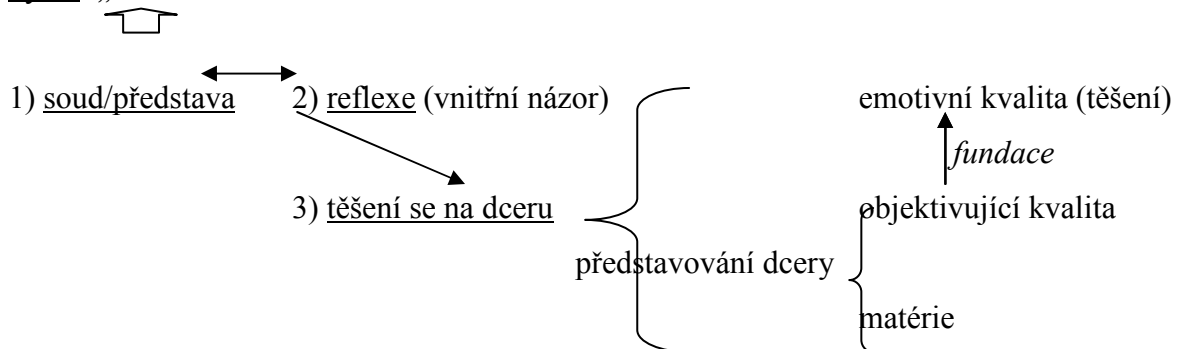 1) soud/představa 2) reflexe (vnitřní názor) emotivní kvalita (těšení)
fundace
3) těšení se na dceru objektivující kvalita
představování dcery
matérie